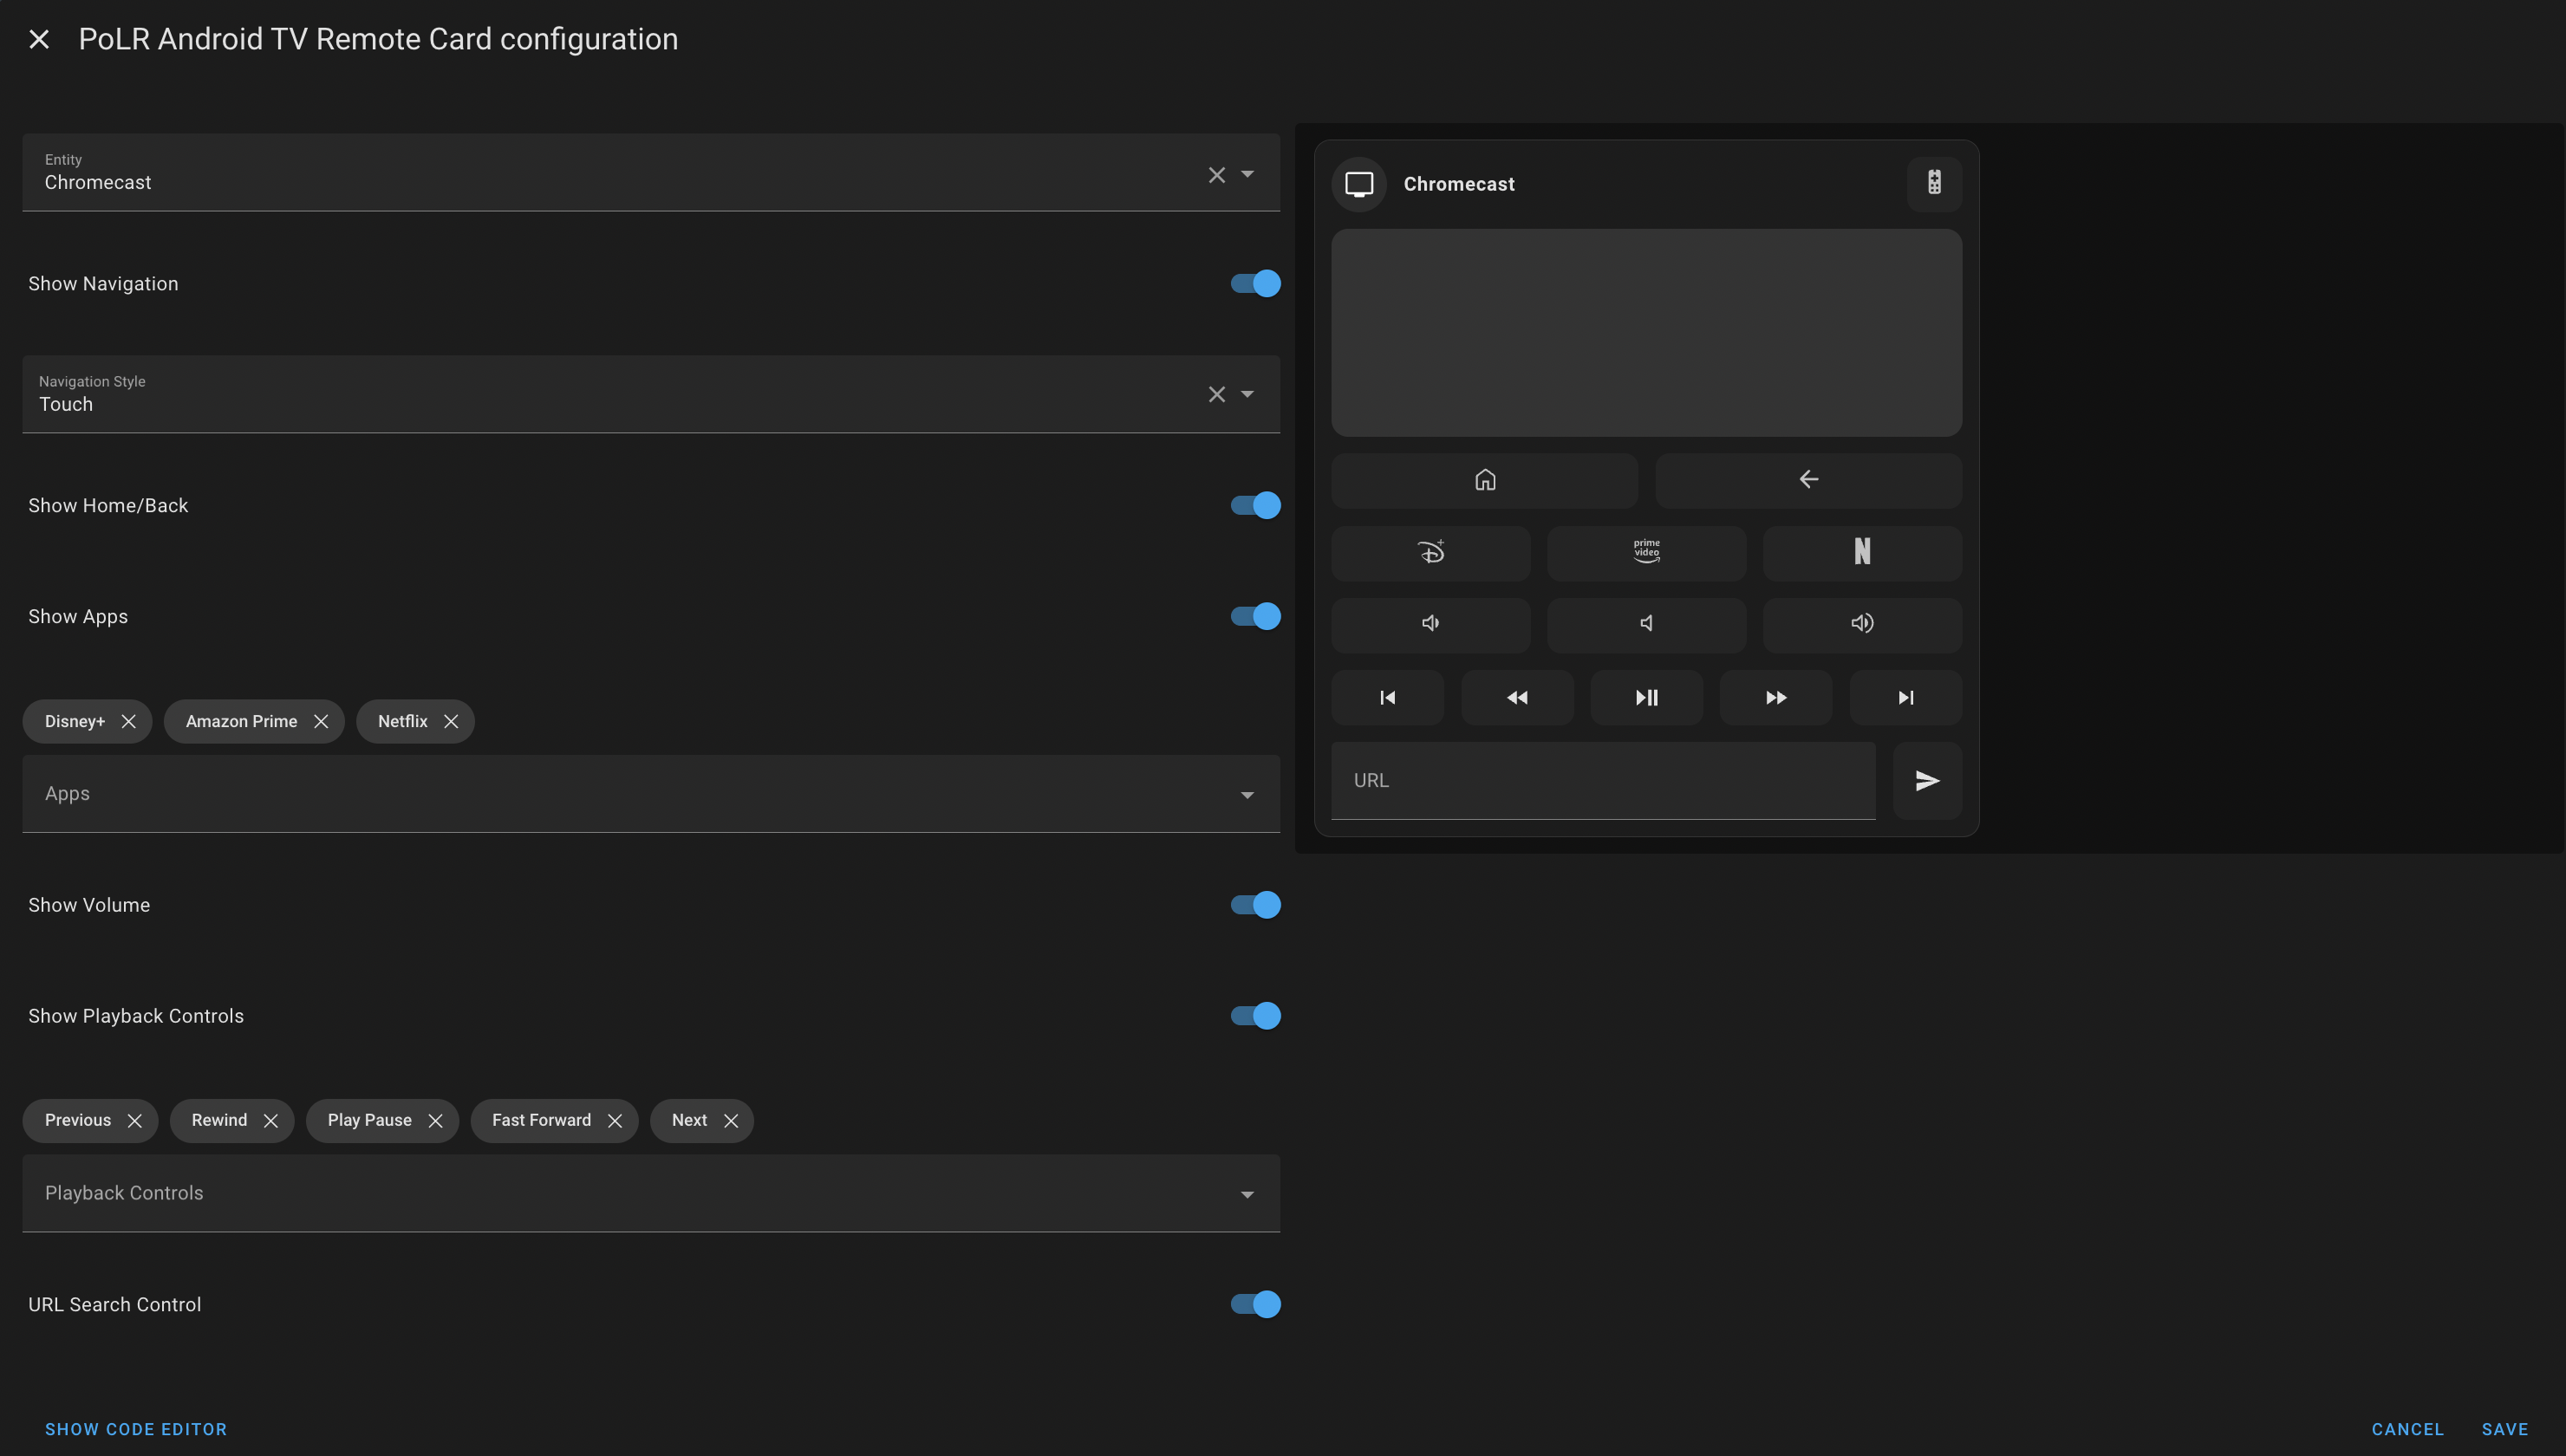 PoLR Android TV Remote Card configuration
Entity
Chromecast
Show Navigation
Navigation Style
Touch
Show Home/Back
Show Apps
Disney+ Amazon Prime Netflix
Apps
Show Volume
Show Playback Controls
Previous Rewind Play Pause Fast Forward Next
Playback Controls
URL Search Control
SHOW CODE EDITOR
Chromecast
prime
video
N
URL
CANCEL SAVE